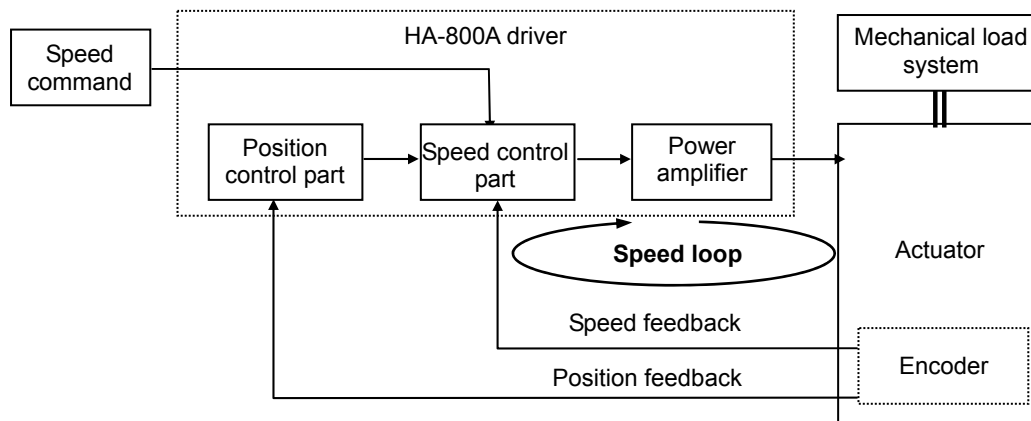 HA-800A driver
Speed
command
Mechanical load
system
Position
control part
Speed control
part
Power
amplifier
Speed loop
Actuator
Speed feedback
Position feedback
Encoder